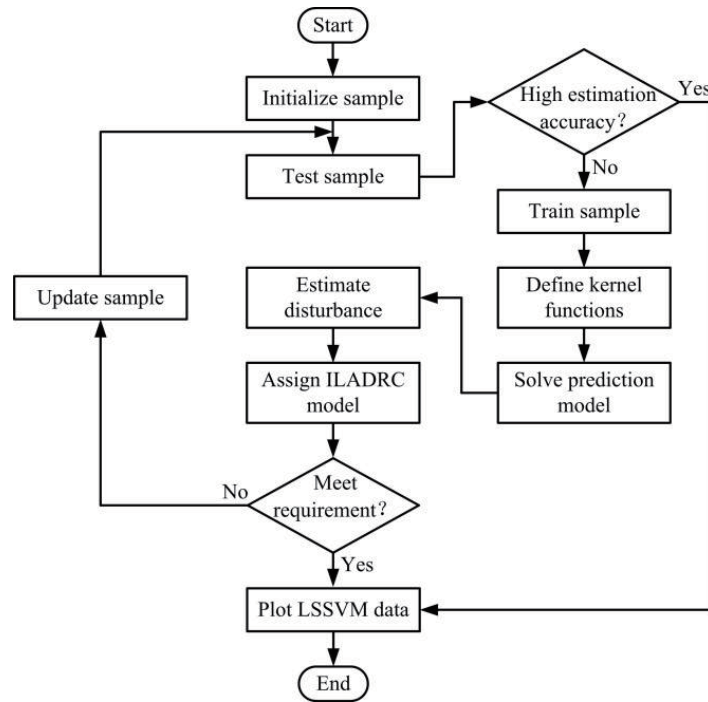 Start
Initialize sample
Test sample
High estimation
accuracy?
Yes
No
Train sample
Define kernel
functions
Solve prediction
model
Estimate
disturbance
Assign ILADRC
model
Meet
requirement?
No
Update sample
Yes
Plot LSSVM data
End